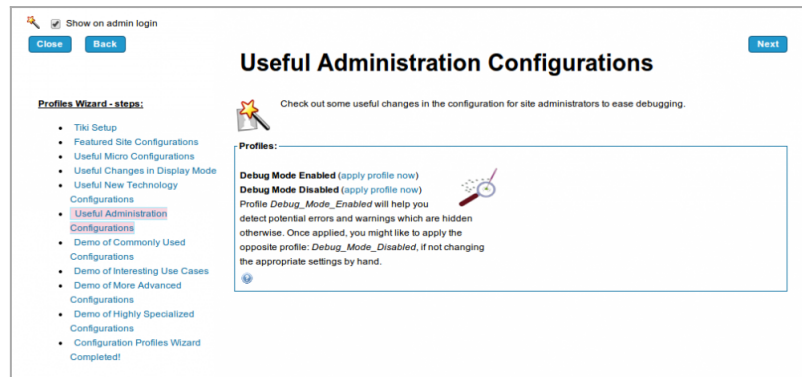 Show on admin login
Close
Back
Next
Useful Administration Configurations
Check out some useful changes in the configuration for site administrators to ease debugging.
Profiles Wizard - steps:
Tiki Setup
Featured Site Configurations
Useful Micro Configurations
Useful Changes in Display Mode
Useful New Technology
Configurations
Useful Administration
Configurations
Demo of Commonly Used
Configurations
Demo of Interesting Use Cases
Demo of More Advanced
Configurations
Demo of Highly Specialized
Configurations
Configuration Profiles Wizard
Completed!
Profiles:
Debug Mode Enabled (apply profile now)
Debug Mode Disabled (apply profile now)
Profile Debug_Mode_Enabled will help you
detect potential errors and warnings which are hidden
otherwise. Once applied, you might like to apply the
opposite profile: Debug_Mode_Disabled, if not changing
the appropriate settings by hand.